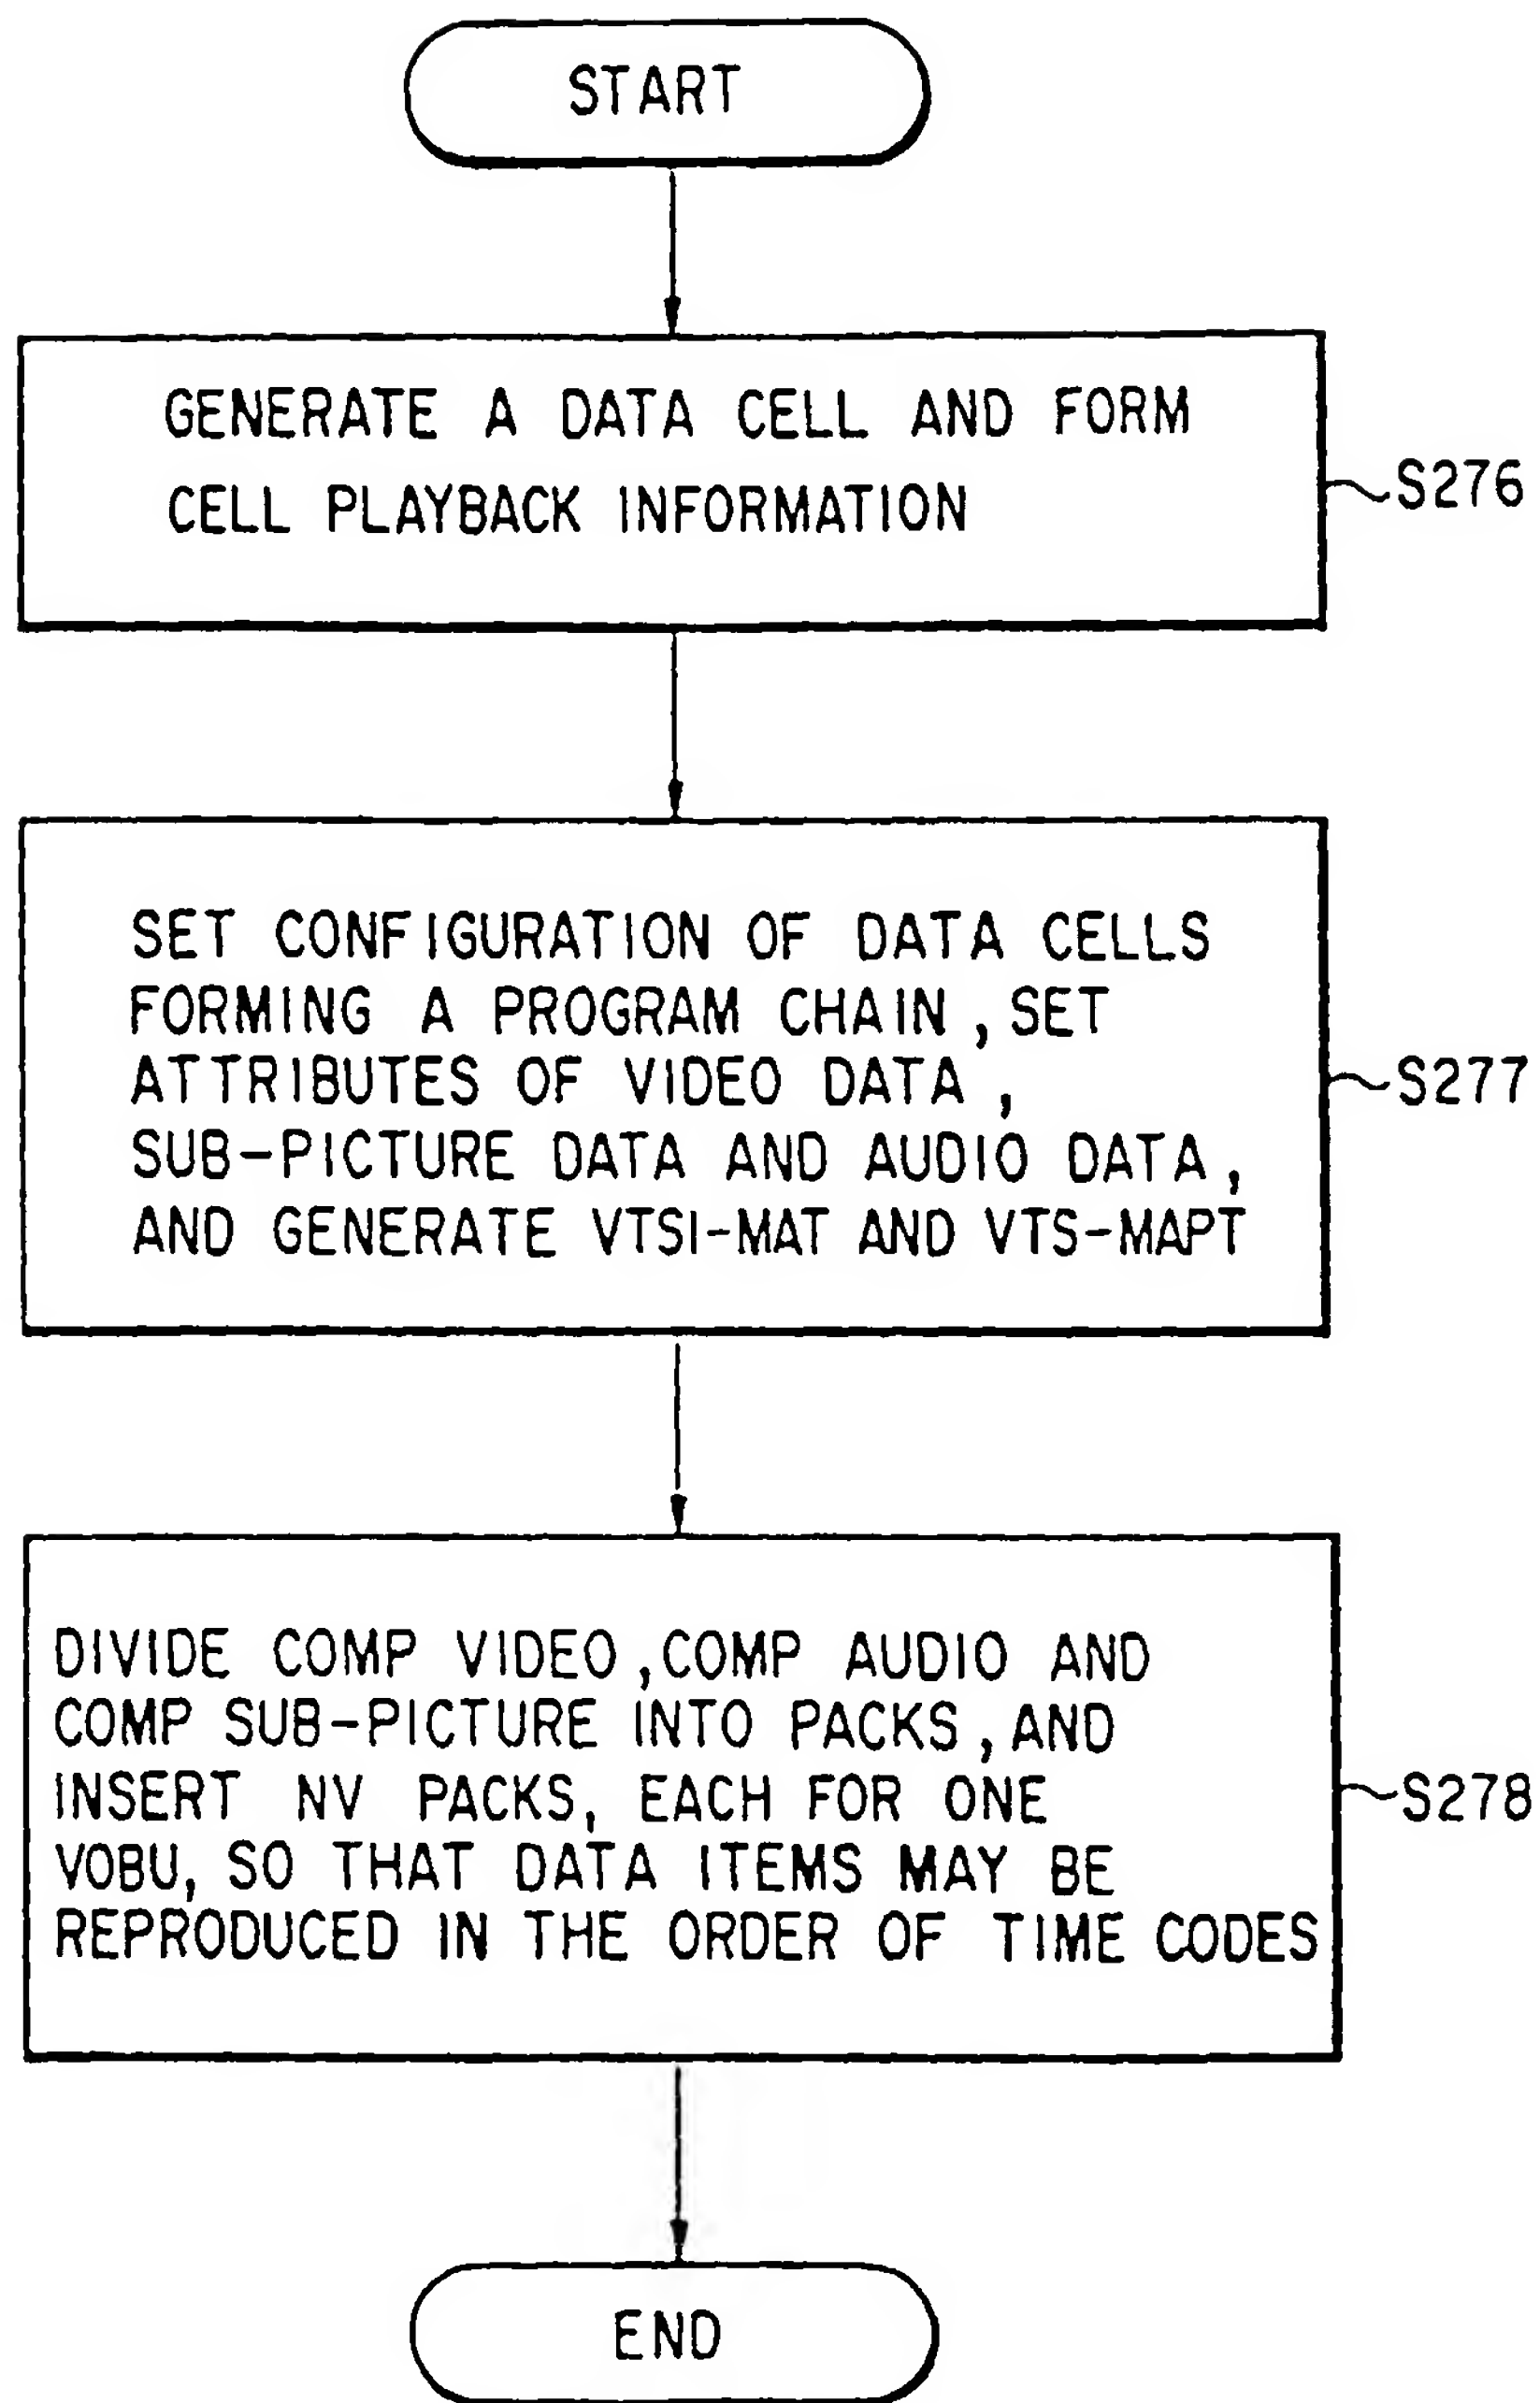 START
GENERATE A DATA CELL AND FORM
CELL PLAYBACK INFORMATION
S276
SET CONFIGURATION OF DATA CELLS
FORMING A PROGRAM CHAIN, SET
ATTRIBUTES OF VIDEO DATA,
SUB-PICTURE DATA AND AUDIO DATA,
AND GENERATE VTSI-MAT AND VTS-MAPT
S277
DIVIDE COMP VIDEO, COMP AUDIO AND
COMP SUB-PICTURE INTO PACKS, AND
INSERT NV PACKS, EACH FOR ONE
VOBU, SO THAT DATA ITEMS MAY BE
REPRODUCED IN THE ORDER OF TIME CODES
S278
END